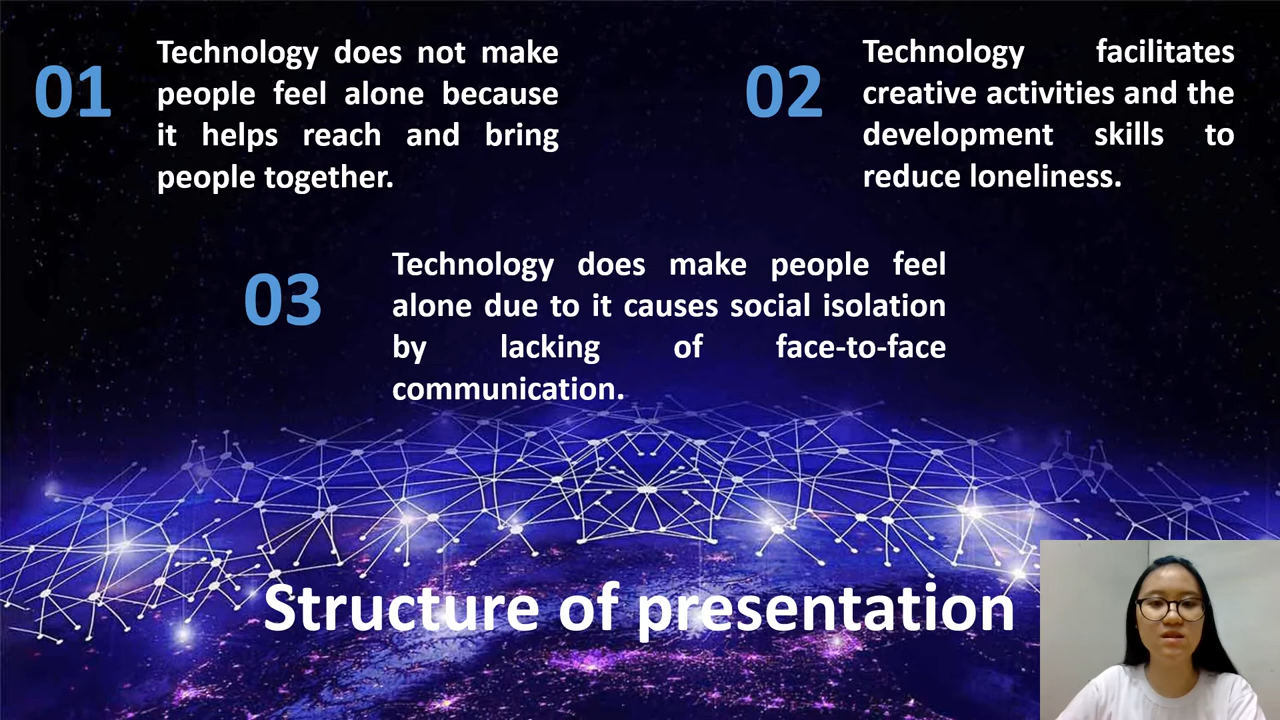 01
Technology does not make
people feel alone because
it helps reach and bring
people together.
02
Technology facilitates
creative activities and the
development skills to
reduce loneliness.
03
Technology does make people feel
alone due to it causes social isolation
by lacking of face-to-face
communication.
Structure of presentation